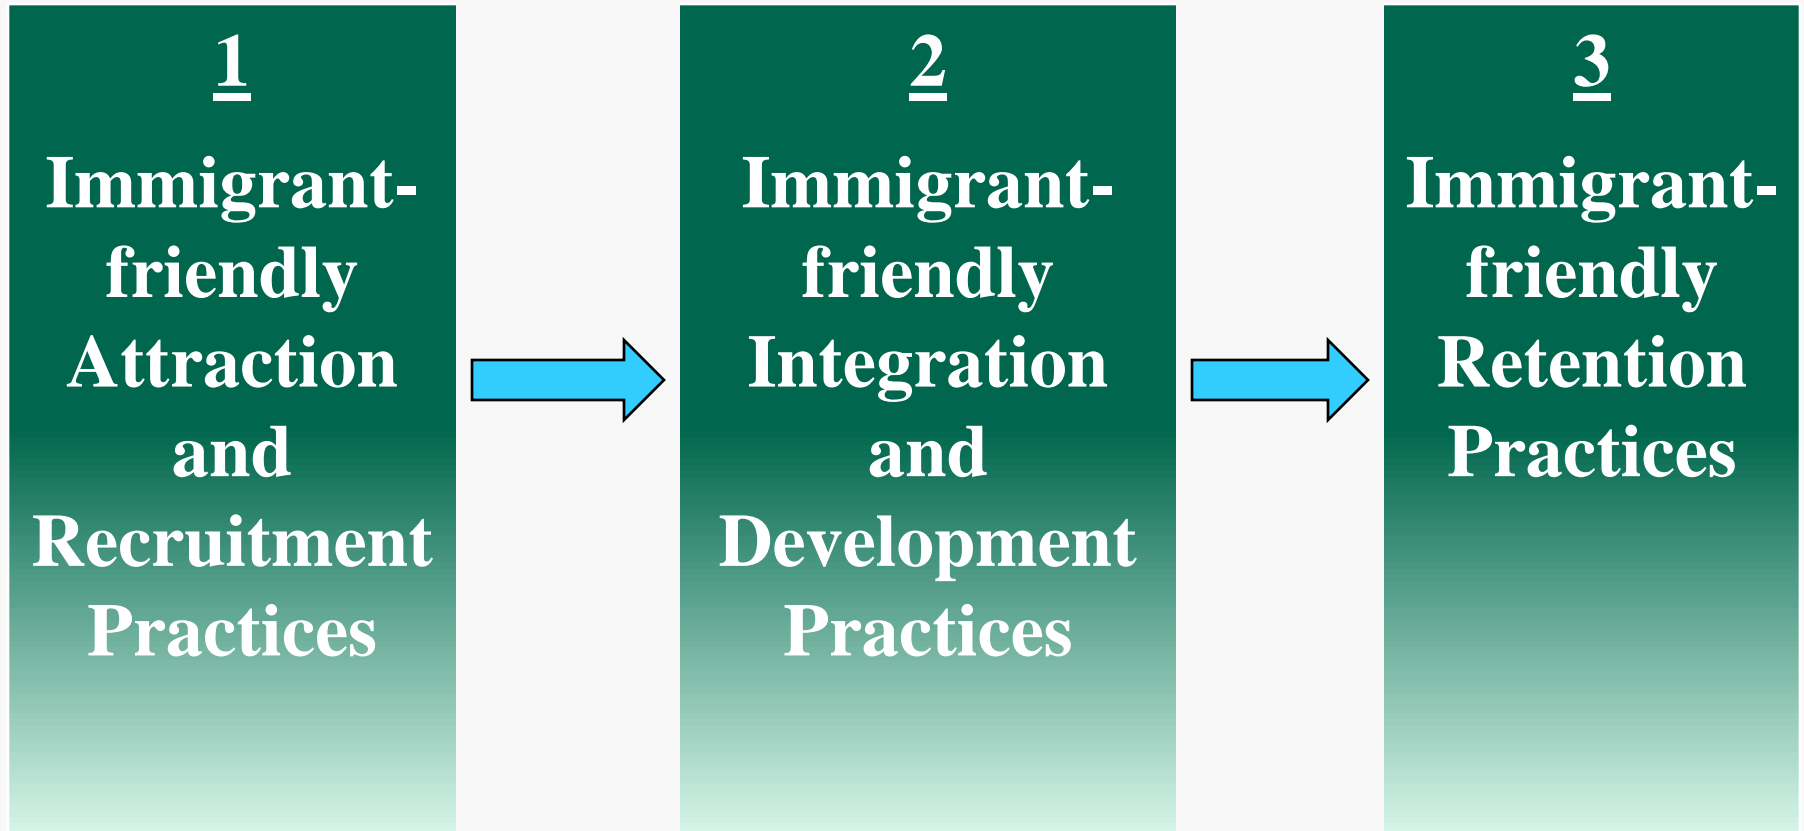 1
Immigrant-
friendly
Attraction
and
Recruitment
Practices
2
Immigrant-
friendly
Integration
and
Development
Practices
3
Immigrant-
friendly
Retention
Practices